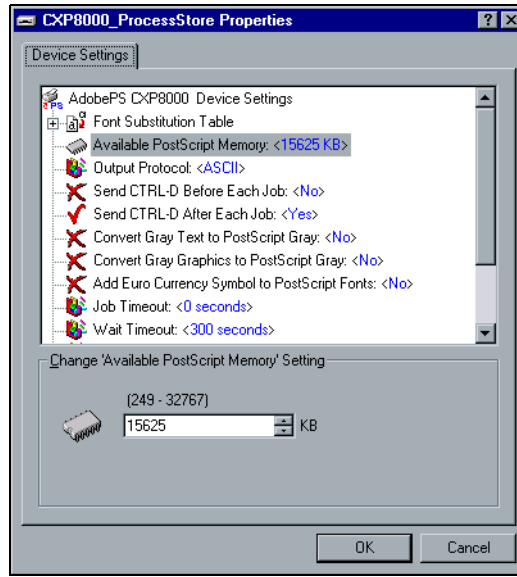 CXP8000_ProcessStore Properties
Device Settings
AdobePS CXP8000 Device Settings
Font Substitution Table
Available PostScript Memory: <15625 KB>
Output Protocol: <ASCII>
Send CTRL-D Before Each Job: <No>
Send CTRL-D After Each Job: <Yes>
Convert Gray Text to PostScript Gray: <No>
Convert Gray Graphics to PostScript Gray: <No>
Add Euro Currency Symbol to PostScript Fonts: <No>
Job Timeout: <0 seconds>
Wait Timeout: <300 seconds>
Change 'Available PostScript Memory' Setting
(249 - 32767)
15625 KB
OK Cancel